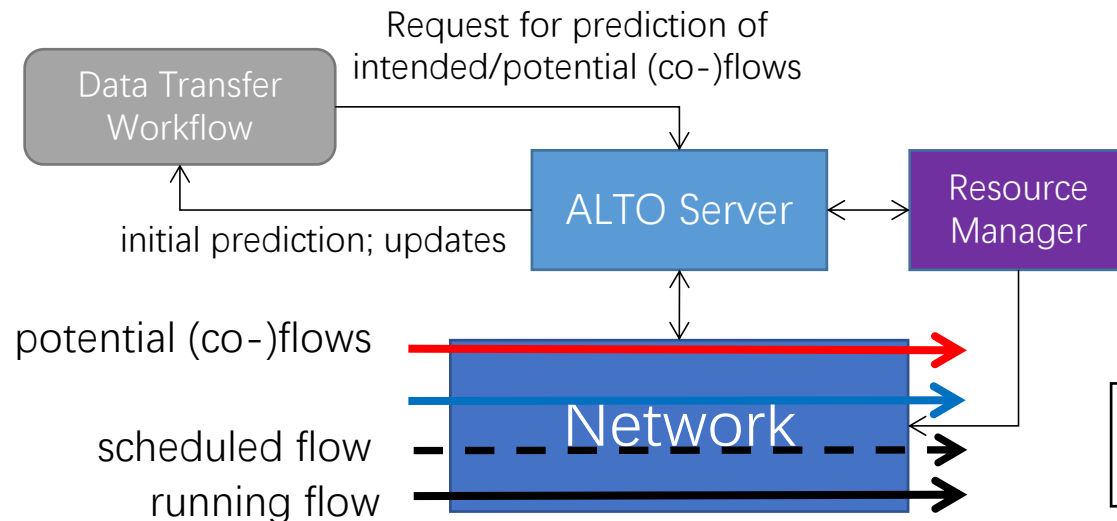 Request for prediction of
intended/potential (co-)flows
Data Transfer
Workflow
ALTO Server
Resource
Manager
initial prediction; updates
potential (co-)flows
Network
scheduled flow
running flow